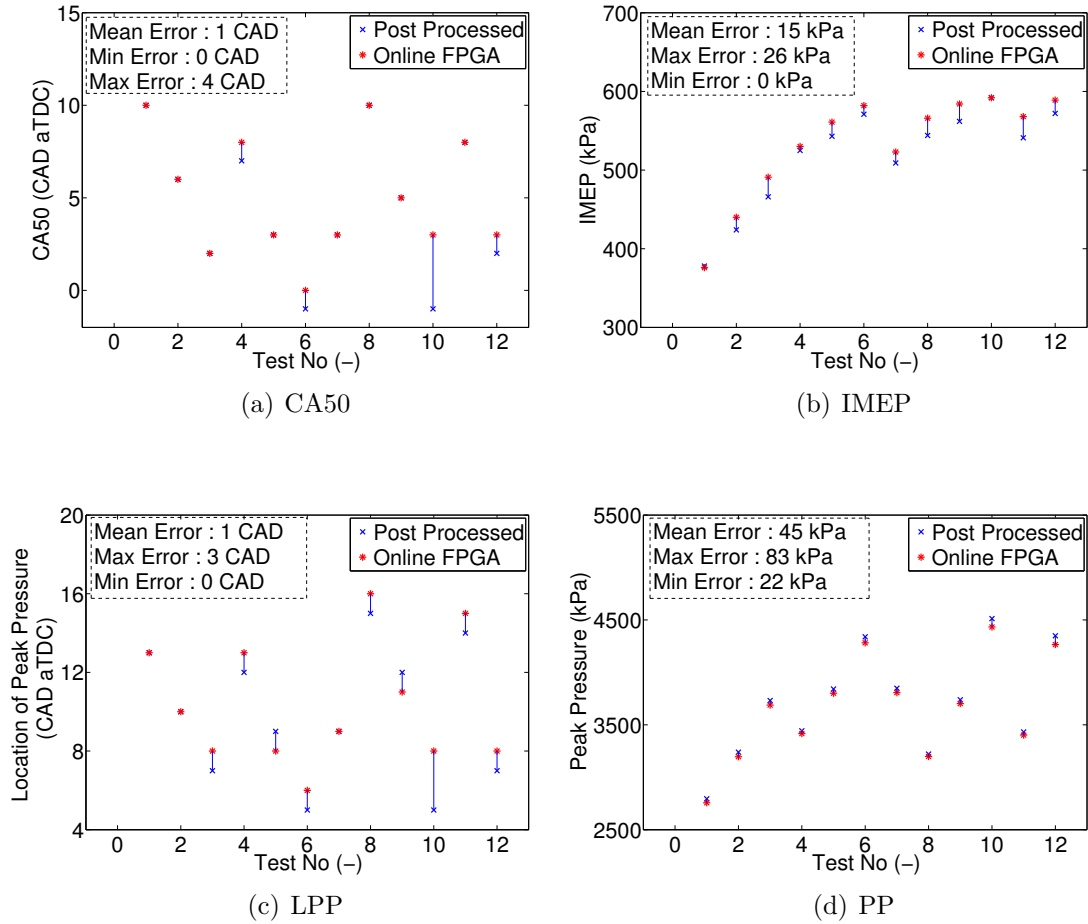 Mean Error : 1 CAD
Min Error : 0 CAD
Max Error : 4 CAD
Post Processed
Online FPGA
15
10
5
0
CA50 (CAD aTDC)
0 2 4 6 8 10 12
Test No (−)
(a) CA50
Mean Error : 15 kPa
Max Error : 26 kPa
Min Error : 0 kPa
Post Processed
Online FPGA
700
600
500
400
300
IMEP (kPa)
0 2 4 6 8 10 12
Test No (−)
(b) IMEP
Mean Error : 1 CAD
Max Error : 3 CAD
Min Error : 0 CAD
Post Processed
Online FPGA
20
16
12
8
4
Location of Peak Pressure
(CAD aTDC)
0 2 4 6 8 10 12
Test No (−)
(c) LPP
Mean Error : 45 kPa
Max Error : 83 kPa
Min Error : 22 kPa
Post Processed
Online FPGA
5500
4500
3500
2500
Peak Pressure (kPa)
0 2 4 6 8 10 12
Test No (−)
(d) PP